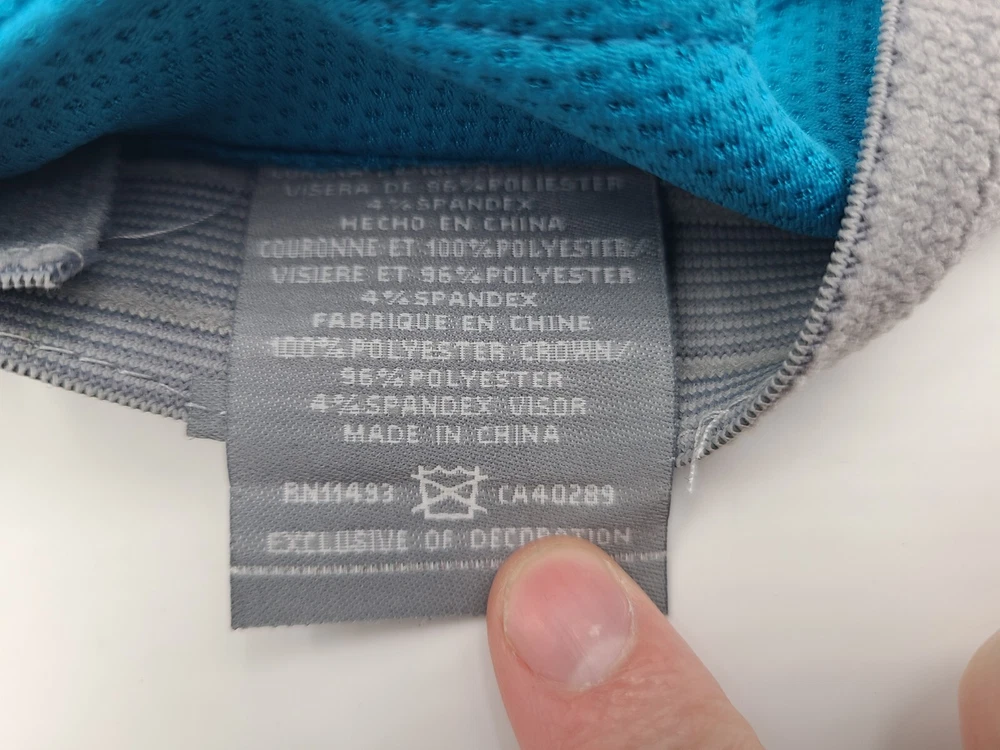 VISERA DE 96%POLIESTER
4%SPANDEX
HECHO EN CHINA
COURONNE ET 100%POLYESTER/
VISIERE ET 96%POLYESTER
4%SPANDEX
FABRIQUE EN CHINE
100%POLYESTER CROWN/
96%POLYESTER
4%SPANDEX VISOR
MADE IN CHINA
RN11493 CA40289
EXCLUSIVE OF DECORATION